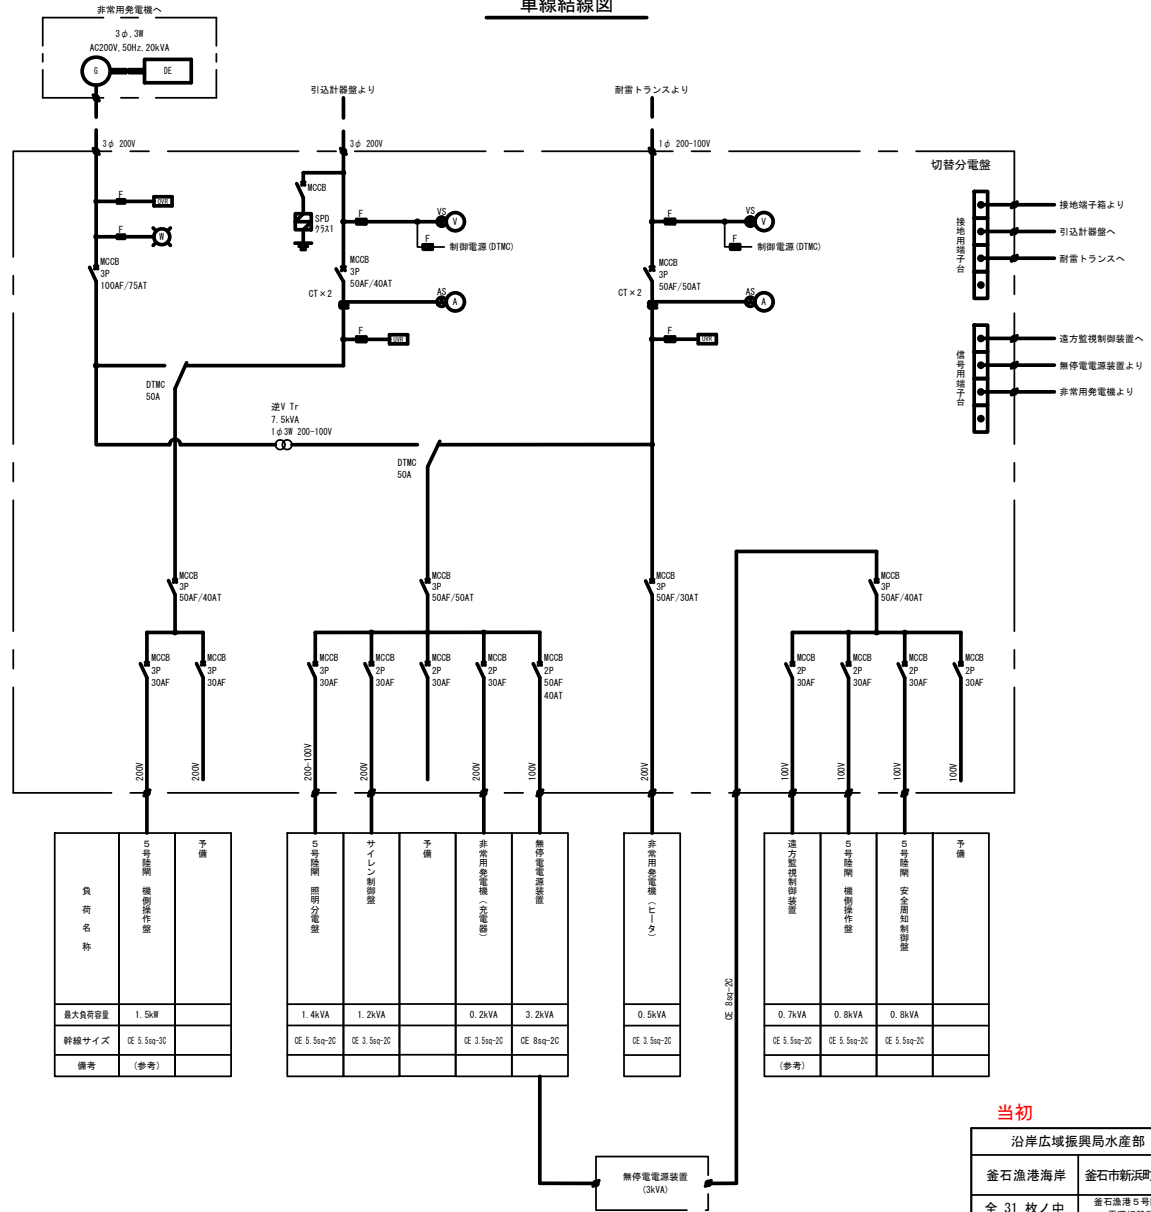 単線結線図
非常用発電機へ
3φ,3W
AC200V,50Hz,20kVA
G
DE
引込計器盤より
耐雷トランスより
3φ 200V
3φ 200V
1φ 200-100V
切替分電盤
F
F
W
MCCB
3P
100AF/75AT
MCCB
SPD
クラスI
F
VS
V
F
制御電源(DTMC)
MCCB
3P
50AF/40AT
CT×2
AS
A
F
F
VS
V
F
制御電源(DTMC)
MCCB
3P
50AF/50AT
CT×2
AS
A
F
接地用端子台
接地端子箱より
引込計器盤へ
耐雷トランスへ
信号用端子台
遠方監視制御装置へ
無停電電源装置より
非常用発電機より
DTMC
50A
逆V Tr
7.5kVA
1φ3W 200-100V
DTMC
50A
MCCB
3P
50AF/40AT
MCCB
3P
50AF/50AT
MCCB
3P
50AF/30AT
MCCB
3P
50AF/40AT
MCCB
3P
30AF
MCCB
3P
30AF
MCCB
3P
30AF
MCCB
2P
30AF
MCCB
2P
30AF
MCCB
2P
30AF
MCCB
2P
50AF
40AT
MCCB
2P
30AF
MCCB
2P
30AF
MCCB
2P
30AF
MCCB
2P
30AF
200V
200V
200-100V
200V
200V
100V
200V
100V
100V
100V
100V
負荷名称
5号陸閘 機側操作盤
予備
5号陸閘 照明分電盤
サイレン制御盤
予備
非常用発電機(充電器)
無停電電源装置
非常用発電機(ヒータ)
遠方監視制御装置
5号陸閘 機側操作盤
5号陸閘 安全周知制御盤
予備
最大負荷容量 1.5kW 1.4kVA 1.2kVA 0.2kVA 3.2kVA 0.5kVA 0.7kVA 0.8kVA 0.8kVA
幹線サイズ CE 5.5sq-3C CE 5.5sq-2C CE 3.5sq-2C CE 3.5sq-2C CE 8sq-2C CE 3.5sq-2C CE 5.5sq-2C CE 5.5sq-2C CE 5.5sq-2C
備考 (参考) (参考)
CE 8sq-2C
無停電電源装置
(3kVA)
当初
沿岸広域振興局水産部
釜石漁港海岸 釜石市新浜町
全 31 枚ノ中
釜石漁港5号